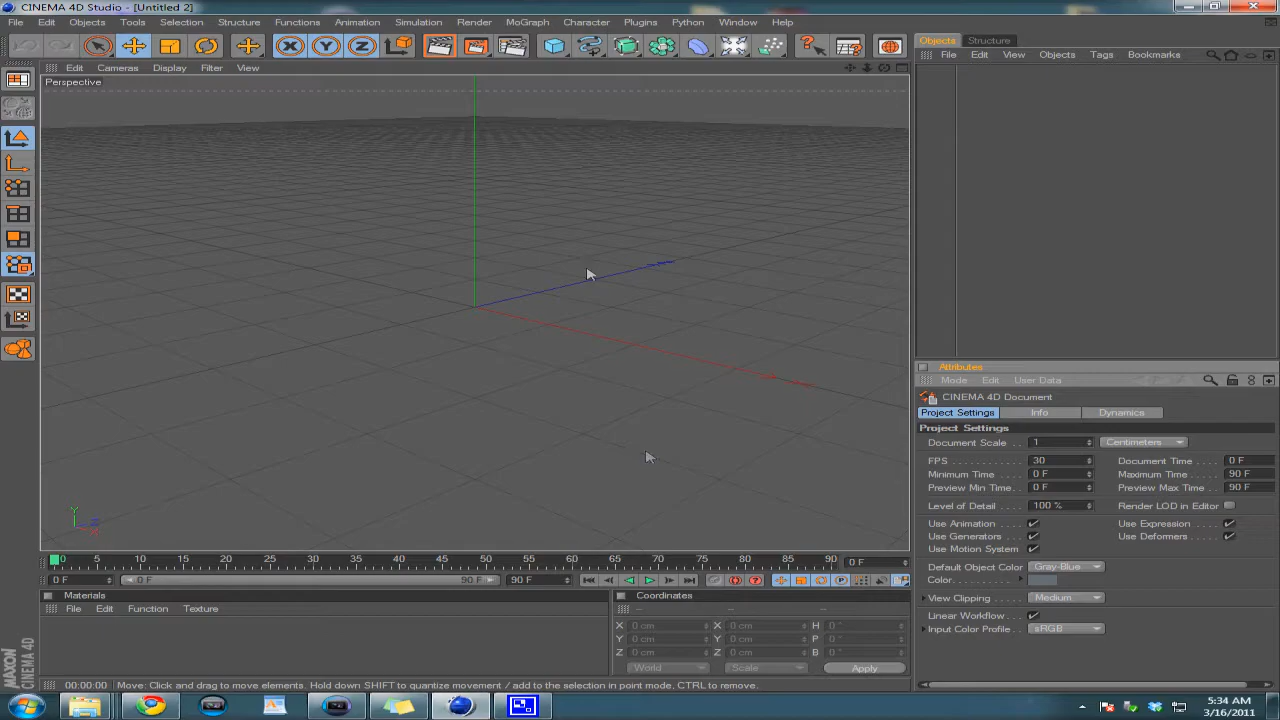 CINEMA 4D Studio - [Untitled 2]
File Edit Objects Tools Selection Structure Functions Animation Simulation Render MoGraph Character Plugins Python Window Help
Objects Structure
File Edit View Objects Tags Bookmarks
Edit Cameras Display Filter View
Perspective
Attributes
Mode Edit User Data
CINEMA 4D Document
Project Settings Info Dynamics
Project Settings
Document Scale . . 1 Centimeters
FPS . . . . . . . . . . . 30 Document Time . . 0 F
Minimum Time . . 0 F Maximum Time . . . 90 F
Preview Min Time. . 0 F Preview Max Time . 90 F
Level of Detail . . . 100 % Render LOD in Editor
Use Animation . . . Use Expression . . .
Use Generators . . Use Deformers . . .
Use Motion System
Default Object Color Gray-Blue
Color. . . . . . . . . . .
View Clipping . . . . Medium
Linear Workflow . .
Input Color Profile . sRGB
Y
Z
X
0 5 10 15 20 25 30 35 40 45 50 55 60 65 70 75 80 85 90 0 F
0 F 0 F 90 F 90 F
Materials
File Edit Function Texture
Coordinates
-- -- --
X 0 cm X 0 cm H 0 °
Y 0 cm Y 0 cm P 0 °
Z 0 cm Z 0 cm B 0 °
World Scale Apply
MAXON
CINEMA 4D
00:00:00 Move: Click and drag to move elements. Hold down SHIFT to quantize movement / add to the selection in point mode, CTRL to remove.
5:34 AM
3/16/2011